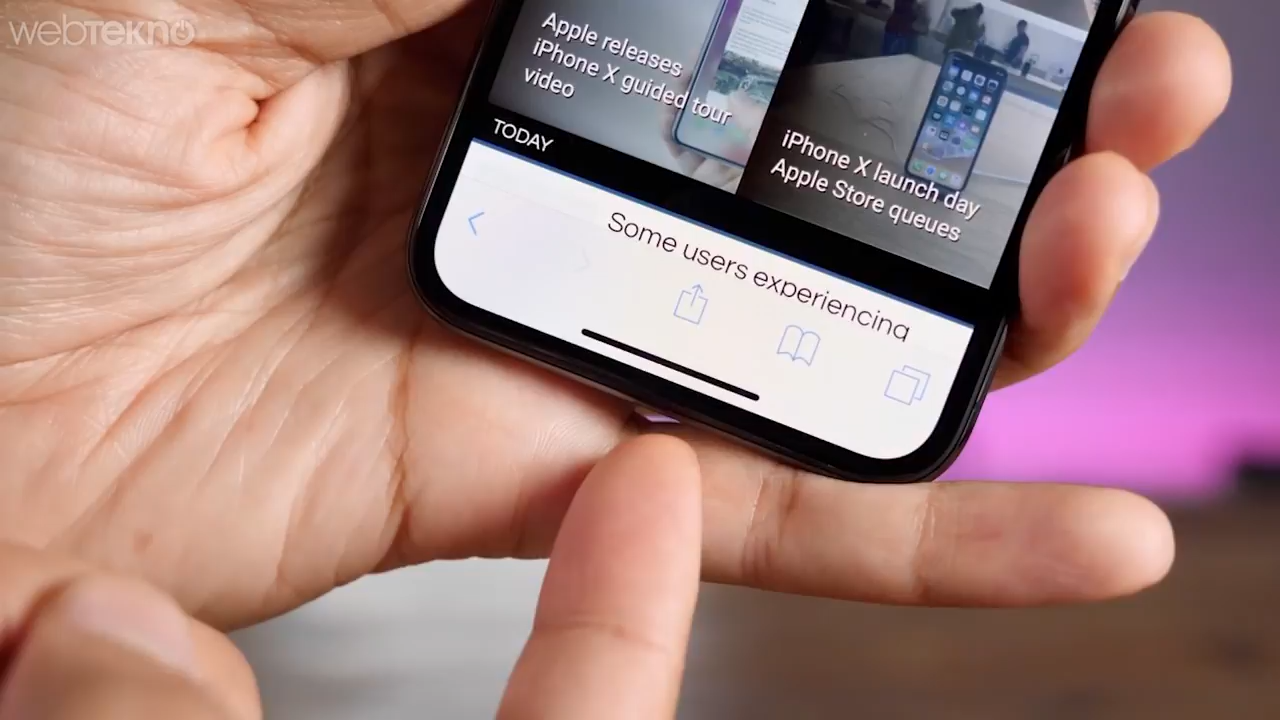 webtekno
Apple releases
iPhone X guided tour
video
iPhone X launch day
Apple Store queues
TODAY
Some users experiencing